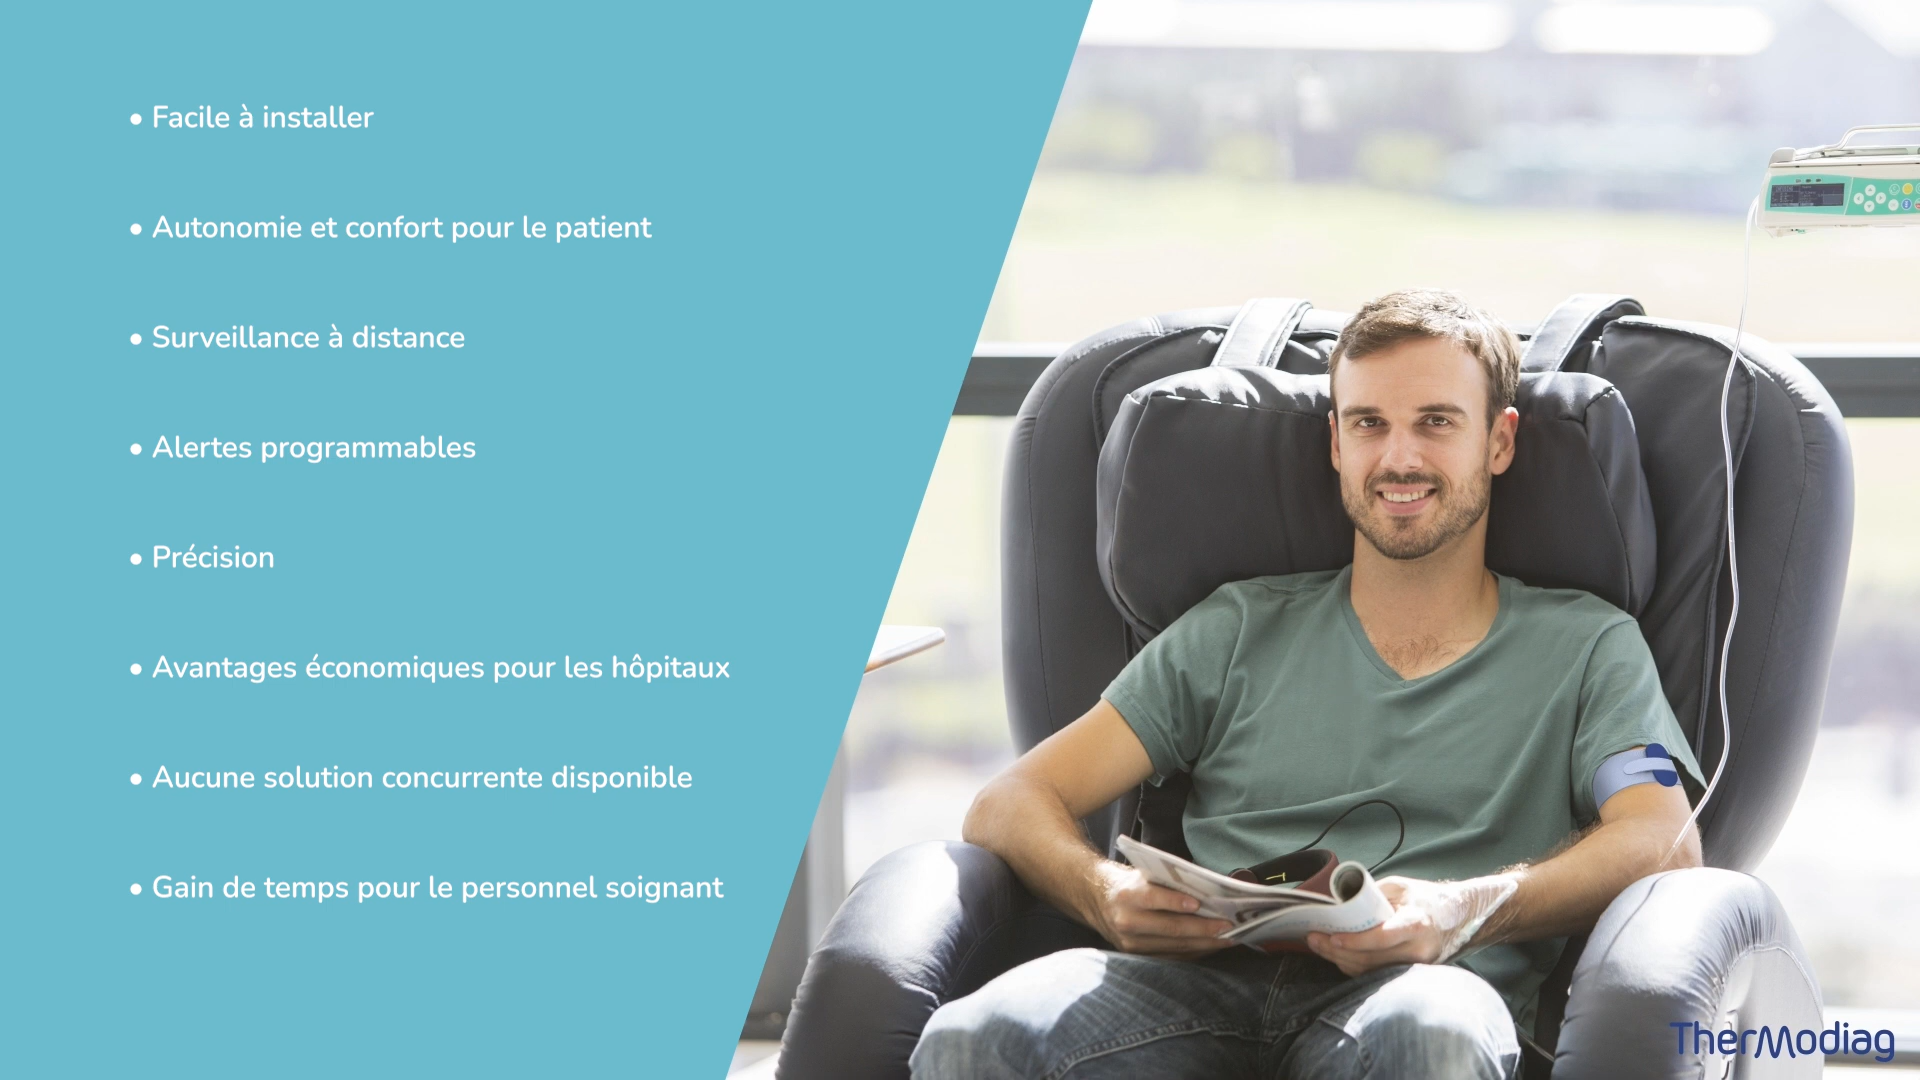 • Facile à installer
• Autonomie et confort pour le patient
• Surveillance à distance
• Alertes programmables
• Précision
• Avantages économiques pour les hôpitaux
• Aucune solution concurrente disponible
• Gain de temps pour le personnel soignant
TherModiag